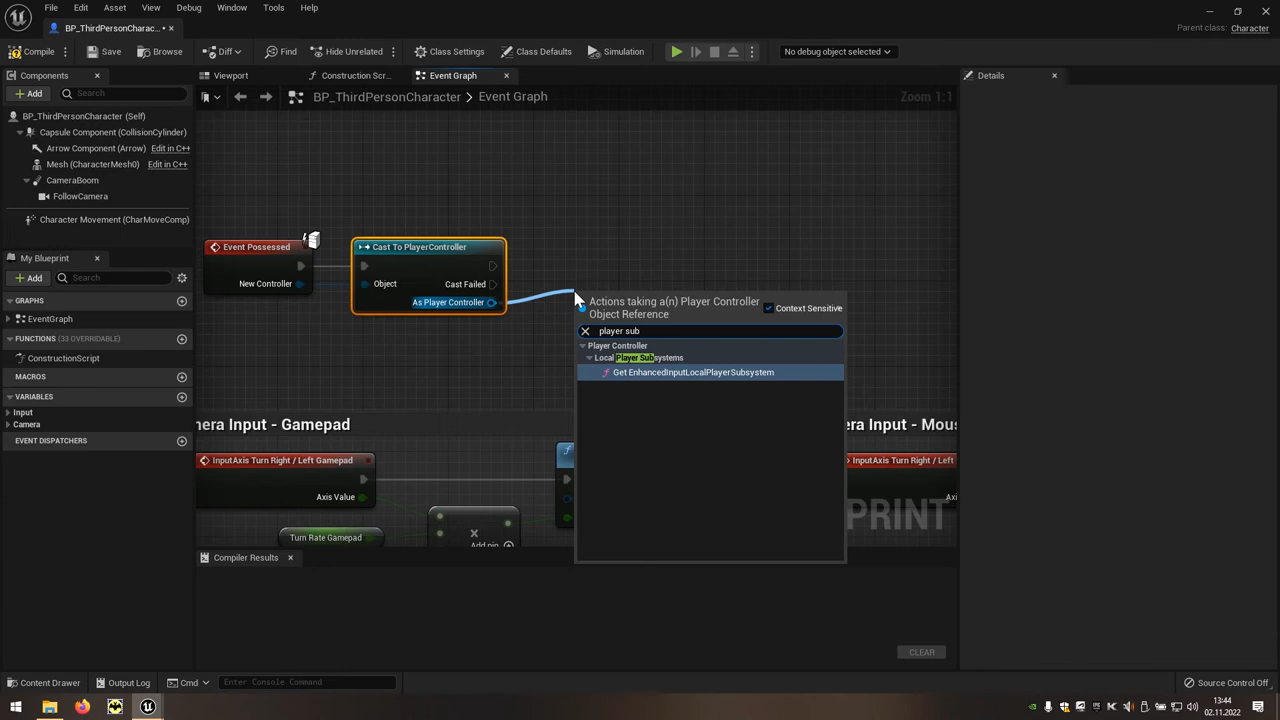 File Edit Asset View Debug Window Tools Help
BP_ThirdPersonCharac...
Parent class: Character
Compile Save Browse Diff Find Hide Unrelated Class Settings Class Defaults Simulation No debug object selected
Components Viewport Construction Scr... Event Graph Details
Add Search
BP_ThirdPersonCharacter > Event Graph
Zoom 1:1
BP_ThirdPersonCharacter (Self)
Capsule Component (CollisionCylinder)
Arrow Component (Arrow) Edit in C++
Mesh (CharacterMesh0) Edit in C++
CameraBoom
FollowCamera
Character Movement (CharMoveComp)
My Blueprint
Add Search
GRAPHS
EventGraph
FUNCTIONS (33 OVERRIDABLE)
ConstructionScript
MACROS
VARIABLES
Input
Camera
EVENT DISPATCHERS
Event Possessed
New Controller
Cast To PlayerController
Object
Cast Failed
As Player Controller
Actions taking a(n) Player Controller
Object Reference
Context Sensitive
player sub
Player Controller
Local Player Subsystems
Get EnhancedInputLocalPlayerSubsystem
nera Input - Gamepad
era Input - Mous
InputAxis Turn Right / Left Gamepad
Axis Value
Turn Rate Gamepad
Add pin
InputAxis Turn Right / Left
Axi
PRINT
Compiler Results
CLEAR
Content Drawer Output Log Cmd Enter Console Command Source Control Off
13:44
02.11.2022